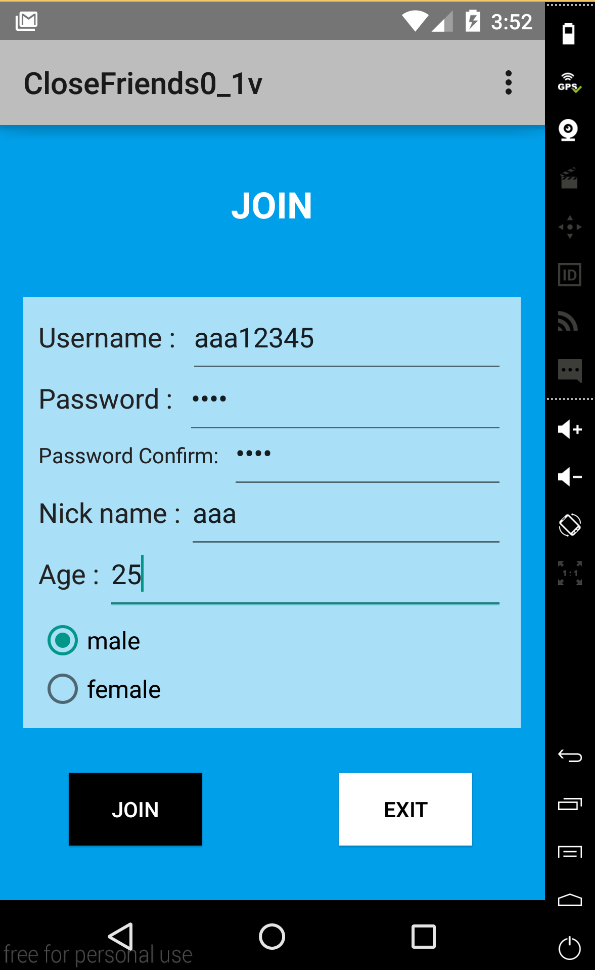 3:52
CloseFriends0_1v
GPS
JOIN
ID
Username : aaa12345
Password : ••••
Password Confirm: ••••
Nick name : aaa
Age : 25
1:1
male
female
JOIN EXIT
free for personal use